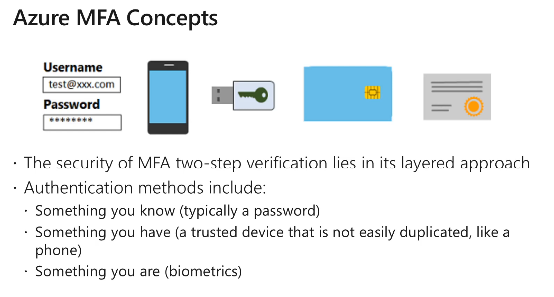 Azure MFA Concepts
Username
test@xxx.com
Password
********
· The security of MFA two-step verification lies in its layered approach
· Authentication methods include:
· Something you know (typically a password)
· Something you have (a trusted device that is not easily duplicated, like a
phone)
· Something you are (biometrics)